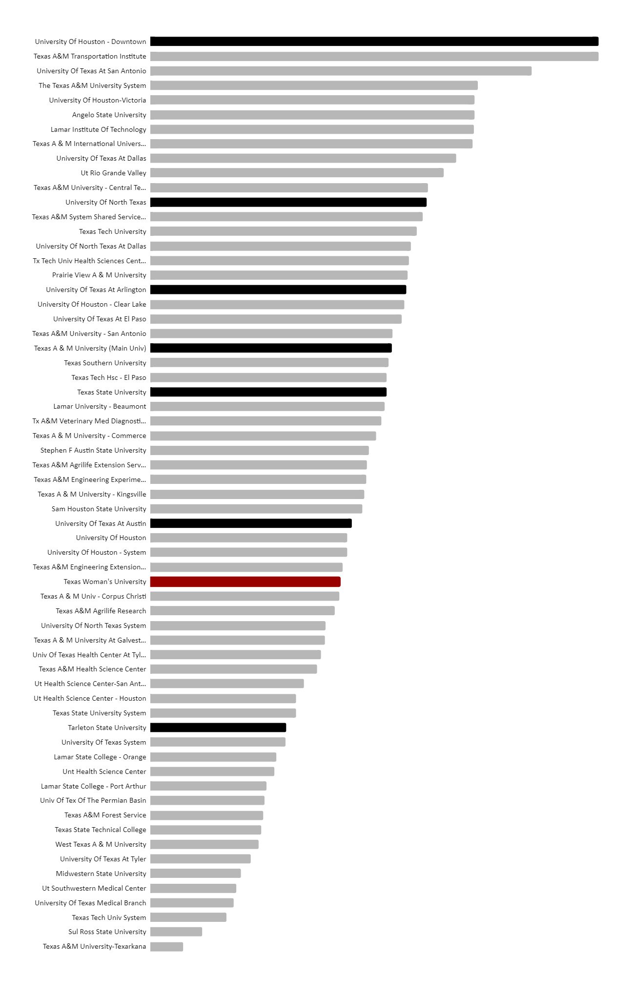 University Of Houston - Downtown
Texas A&M Transportation Institute
University Of Texas At San Antonio
The Texas A&M University System
University Of Houston-Victoria
Angelo State University
Lamar Institute Of Technology
Texas A & M International Univers...
University Of Texas At Dallas
Ut Rio Grande Valley
Texas A&M University - Central Te...
University Of North Texas
Texas A&M System Shared Service...
Texas Tech University
University Of North Texas At Dallas
Tx Tech Univ Health Sciences Cent...
Prairie View A & M University
University Of Texas At Arlington
University Of Houston - Clear Lake
University Of Texas At El Paso
Texas A&M University - San Antonio
Texas A & M University (Main Univ)
Texas Southern University
Texas Tech Hsc - El Paso
Texas State University
Lamar University - Beaumont
Tx A&M Veterinary Med Diagnosti...
Texas A & M University - Commerce
Stephen F Austin State University
Texas A&M Agrilife Extension Serv...
Texas A&M Engineering Experime...
Texas A & M University - Kingsville
Sam Houston State University
University Of Texas At Austin
University Of Houston
University Of Houston - System
Texas A&M Engineering Extension...
Texas Woman's University
Texas A & M Univ - Corpus Christi
Texas A&M Agrilife Research
University Of North Texas System
Texas A & M University At Galvest...
Univ Of Texas Health Center At Tyl...
Texas A&M Health Science Center
Ut Health Science Center-San Ant...
Ut Health Science Center - Houston
Texas State University System
Tarleton State University
University Of Texas System
Lamar State College - Orange
Unt Health Science Center
Lamar State College - Port Arthur
Univ Of Tex Of The Permian Basin
Texas A&M Forest Service
Texas State Technical College
West Texas A & M University
University Of Texas At Tyler
Midwestern State University
Ut Southwestern Medical Center
University Of Texas Medical Branch
Texas Tech Univ System
Sul Ross State University
Texas A&M University-Texarkana